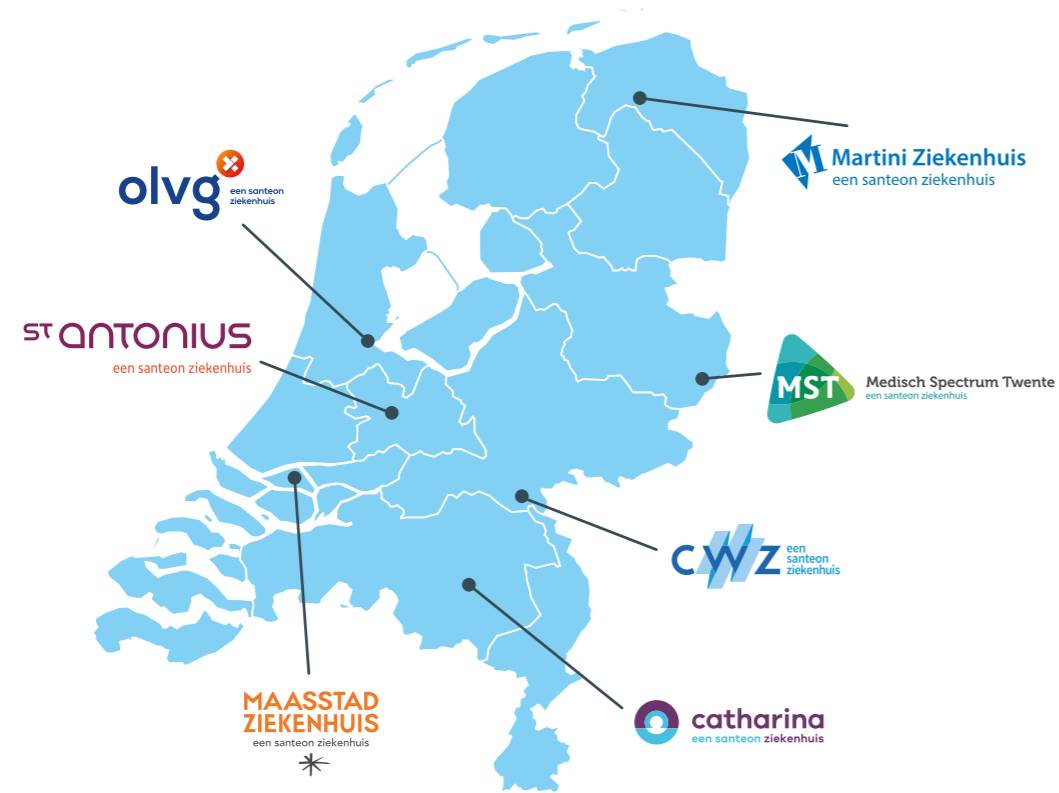 Martini Ziekenhuis
een santeon ziekenhuis
olvg
een santeon
ziekenhuis
ST antonius
een santeon ziekenhuis
MST
Medisch Spectrum Twente
een santeon ziekenhuis
CWZ
een
santeon
ziekenhuis
MAASSTAD
ZIEKENHUIS
een santeon ziekenhuis
catharina
een santeon ziekenhuis